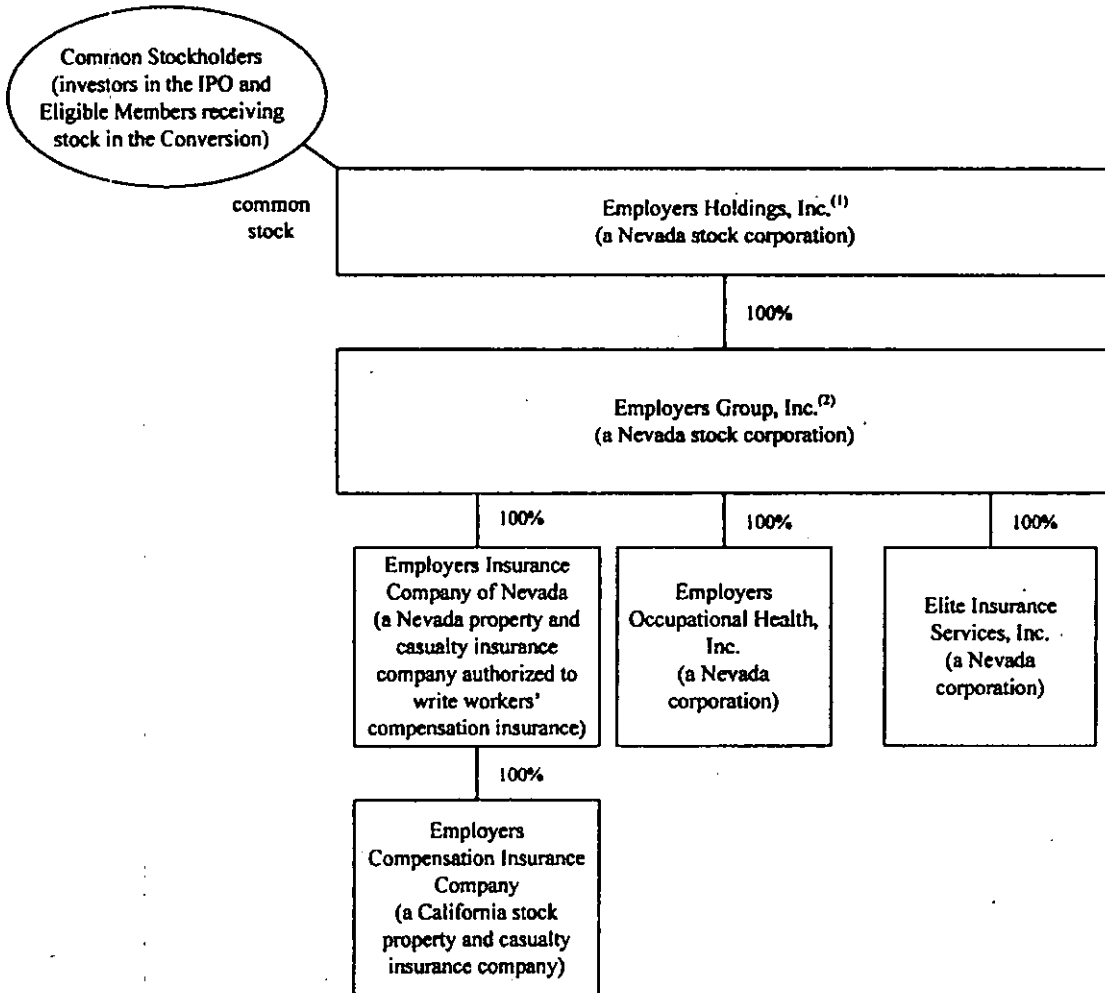 Common Stockholders
(investors in the IPO and
Eligible Members receiving
stock in the Conversion)
common
stock
Employers Holdings, Inc.(1)
(a Nevada stock corporation)
100%
Employers Group, Inc.(2)
(a Nevada stock corporation)
100%
100%
100%
Employers Insurance
Company of Nevada
(a Nevada property and
casualty insurance
company authorized to
write workers'
compensation insurance)
Employers
Occupational Health,
Inc.
(a Nevada
corporation)
Elite Insurance
Services, Inc.
(a Nevada
corporation)
100%
Employers
Compensation Insurance
Company
(a California stock
property and casualty
insurance company)